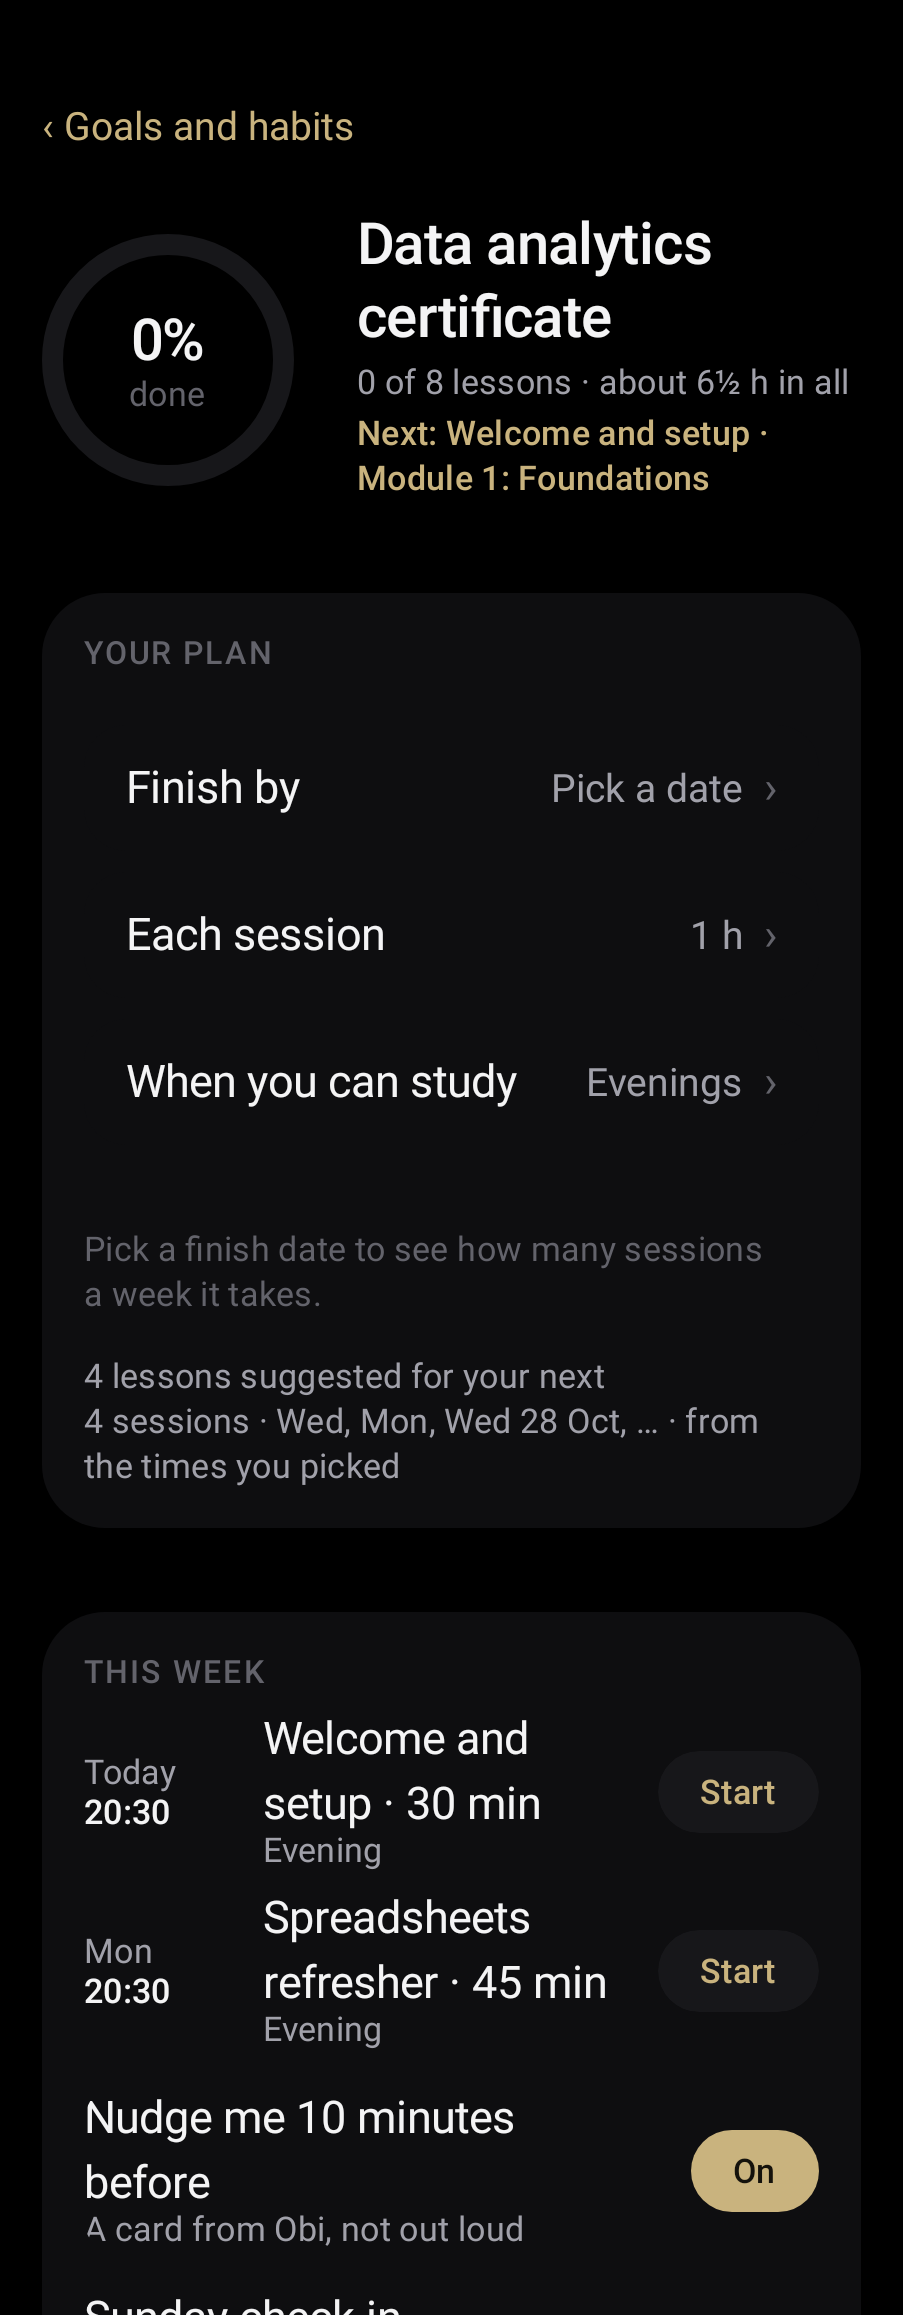 ‹ Goals and habits
0%
done
Data analytics
certificate
0 of 8 lessons · about 6½ h in all
Next: Welcome and setup ·
Module 1: Foundations
YOUR PLAN
Finish by Pick a date ›
Each session 1 h ›
When you can study Evenings ›
Pick a finish date to see how many sessions
a week it takes.
4 lessons suggested for your next
4 sessions · Wed, Mon, Wed 28 Oct, … · from
the times you picked
THIS WEEK
Today
20:30
Welcome and
setup · 30 min
Evening
Start
Mon
20:30
Spreadsheets
refresher · 45 min
Evening
Start
Nudge me 10 minutes
before
A card from Obi, not out loud
On
Sunday check in